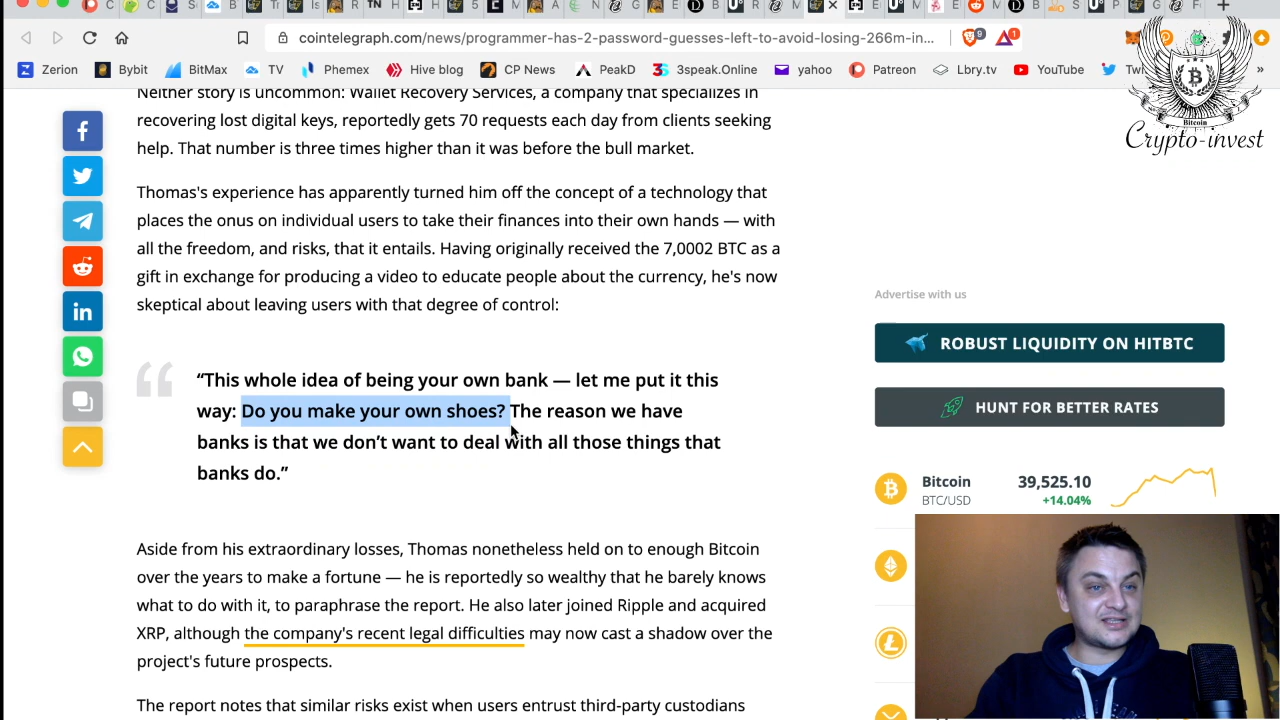 cointelegraph.com/news/programmer-has-2-password-guesses-left-to-avoid-losing-266m-in...
9
1
Zerion
Bybit
BitMax
TV
Phemex
Hive blog
CP News
PeakD
3speak.Online
yahoo
Patreon
Lbry.tv
YouTube
»
Bitcoin
Crypto-invest
Neither story is uncommon: Wallet Recovery Services, a company that specializes in
recovering lost digital keys, reportedly gets 70 requests each day from clients seeking
help. That number is three times higher than it was before the bull market.
Thomas's experience has apparently turned him off the concept of a technology that
places the onus on individual users to take their finances into their own hands — with
all the freedom, and risks, that it entails. Having originally received the 7,0002 BTC as a
gift in exchange for producing a video to educate people about the currency, he's now
skeptical about leaving users with that degree of control:
“This whole idea of being your own bank — let me put it this
way: Do you make your own shoes? The reason we have
banks is that we don’t want to deal with all those things that
banks do.”
Aside from his extraordinary losses, Thomas nonetheless held on to enough Bitcoin
over the years to make a fortune — he is reportedly so wealthy that he barely knows
what to do with it, to paraphrase the report. He also later joined Ripple and acquired
XRP, although the company's recent legal difficulties may now cast a shadow over the
project's future prospects.
The report notes that similar risks exist when users entrust third-party custodians
Advertise with us
ROBUST LIQUIDITY ON HITBTC
HUNT FOR BETTER RATES
Bitcoin
39,525.10
BTC/USD
+14.04%